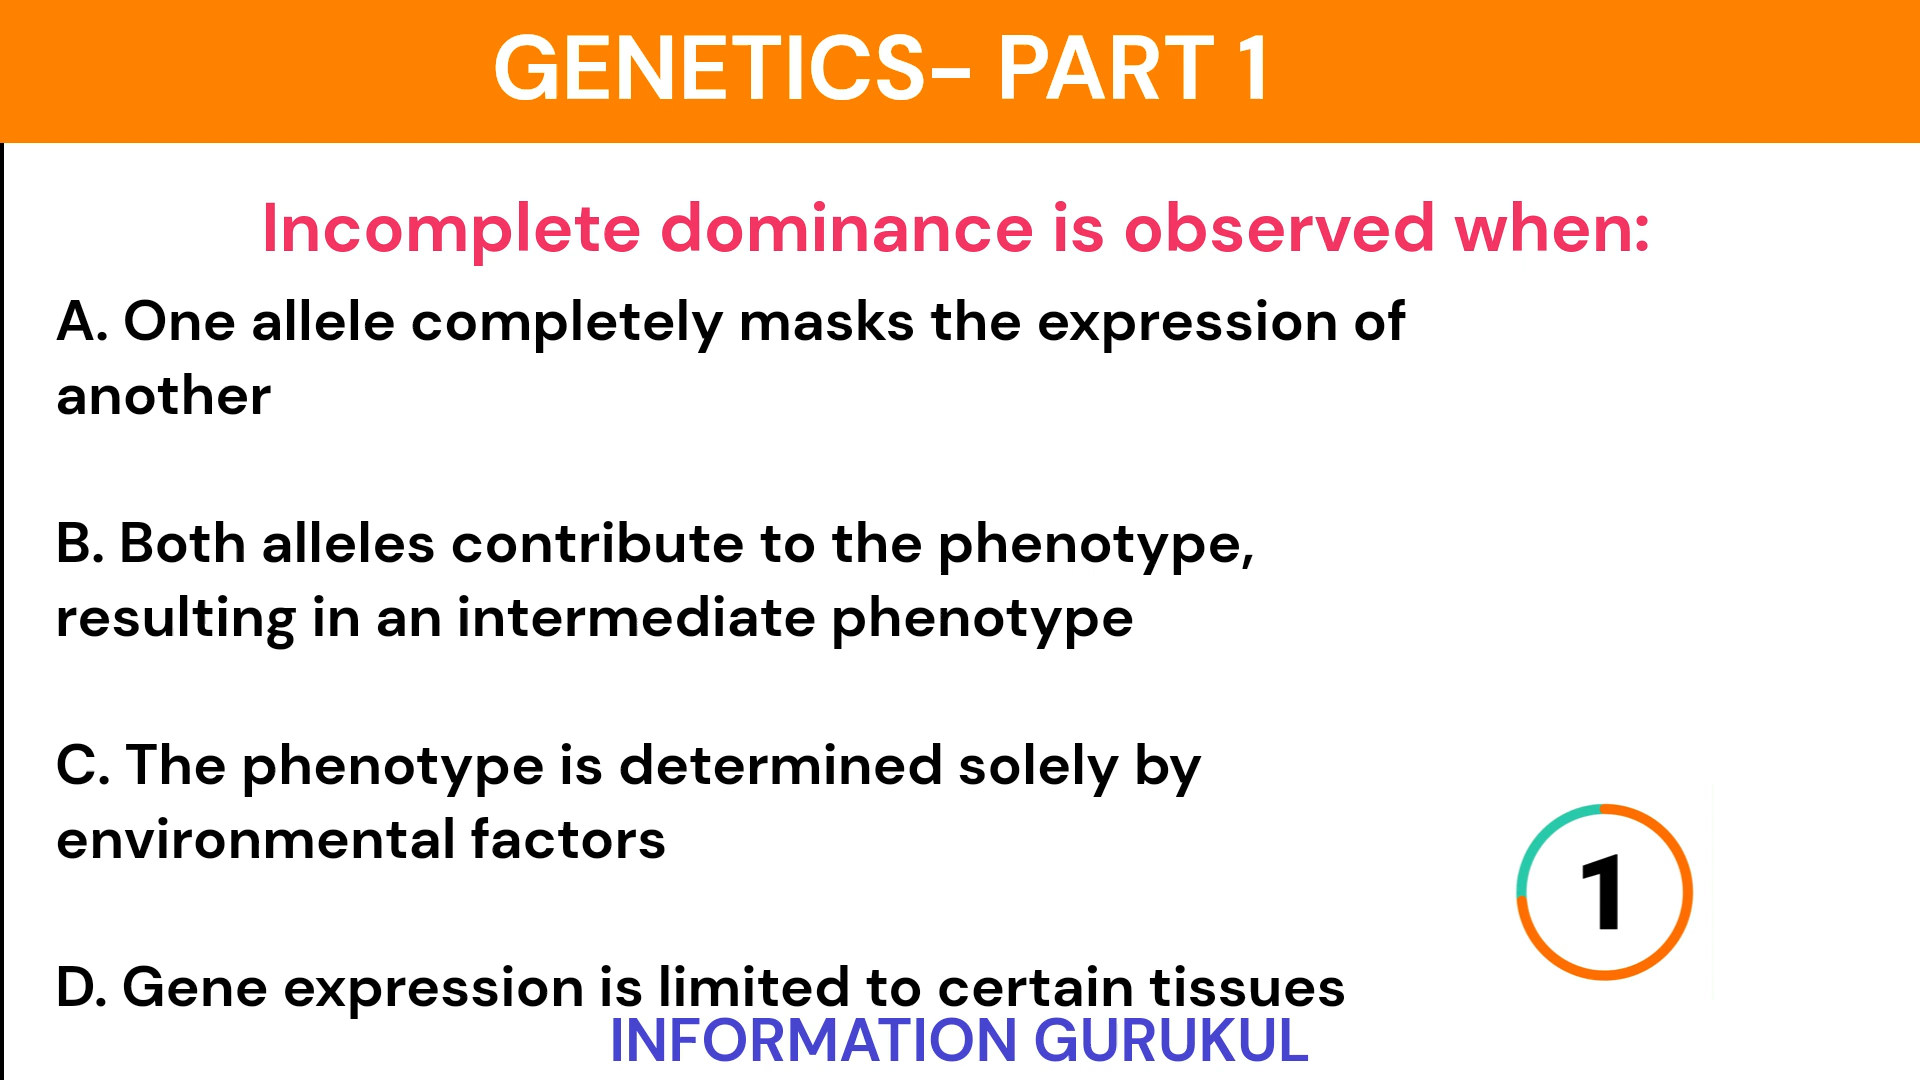 GENETICS- PART 1
Incomplete dominance is observed when:
A. One allele completely masks the expression of
another
B. Both alleles contribute to the phenotype,
resulting in an intermediate phenotype
C. The phenotype is determined solely by
environmental factors
1
D. Gene expression is limited to certain tissues
INFORMATION GURUKUL